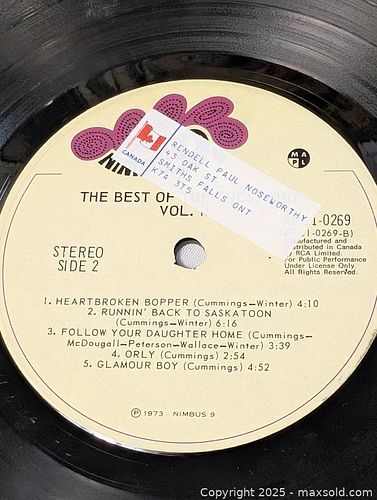 CANADA
RENDELL PAUL NOSEWORTHY
43 OAK ST
SMITHS FALLS ONT
K7A 3T5
MAPL
THE BEST OF
VOL.
-0269
-0269-B)
Manufactured and
Distributed in Canada
by RCA Limited.
For Public Performance
Under License Only.
All Rights Reserved.
STEREO
SIDE 2
1. HEARTBROKEN BOPPER (Cummings-Winter) 4:10
2. RUNNIN' BACK TO SASKATOON
(Cummings-Winter) 6:16
3. FOLLOW YOUR DAUGHTER HOME (Cummings-
McDougall-Peterson-Wallace-Winter) 3:39
4. ORLY (Cummings) 2:54
5. GLAMOUR BOY (Cummings) 4:52
Ⓟ 1973 - NIMBUS 9
Copyright 2025 - maxsold.com